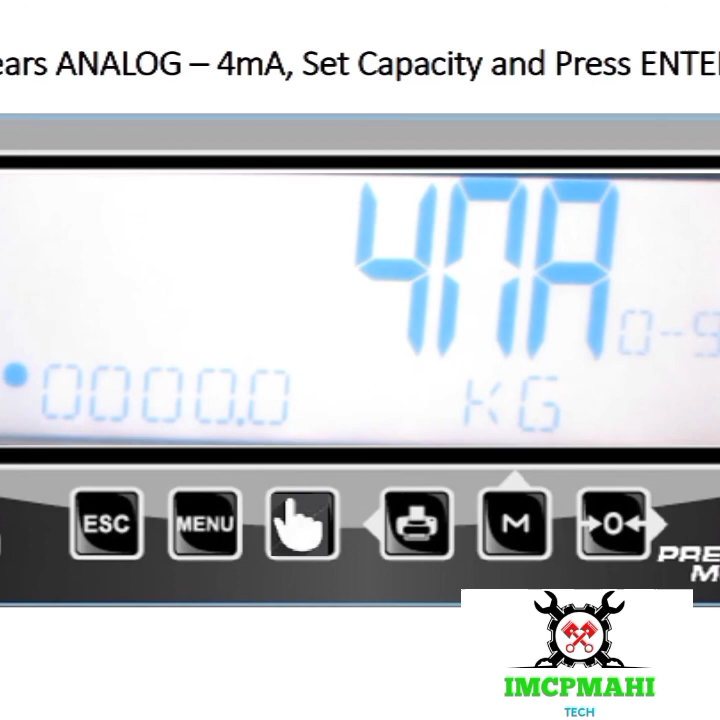 ears ANALOG – 4mA, Set Capacity and Press ENTE
4MA
0-9
0000.0 KG
ESC MENU M →0←
PRE
M
IMCPMAHI
TECH